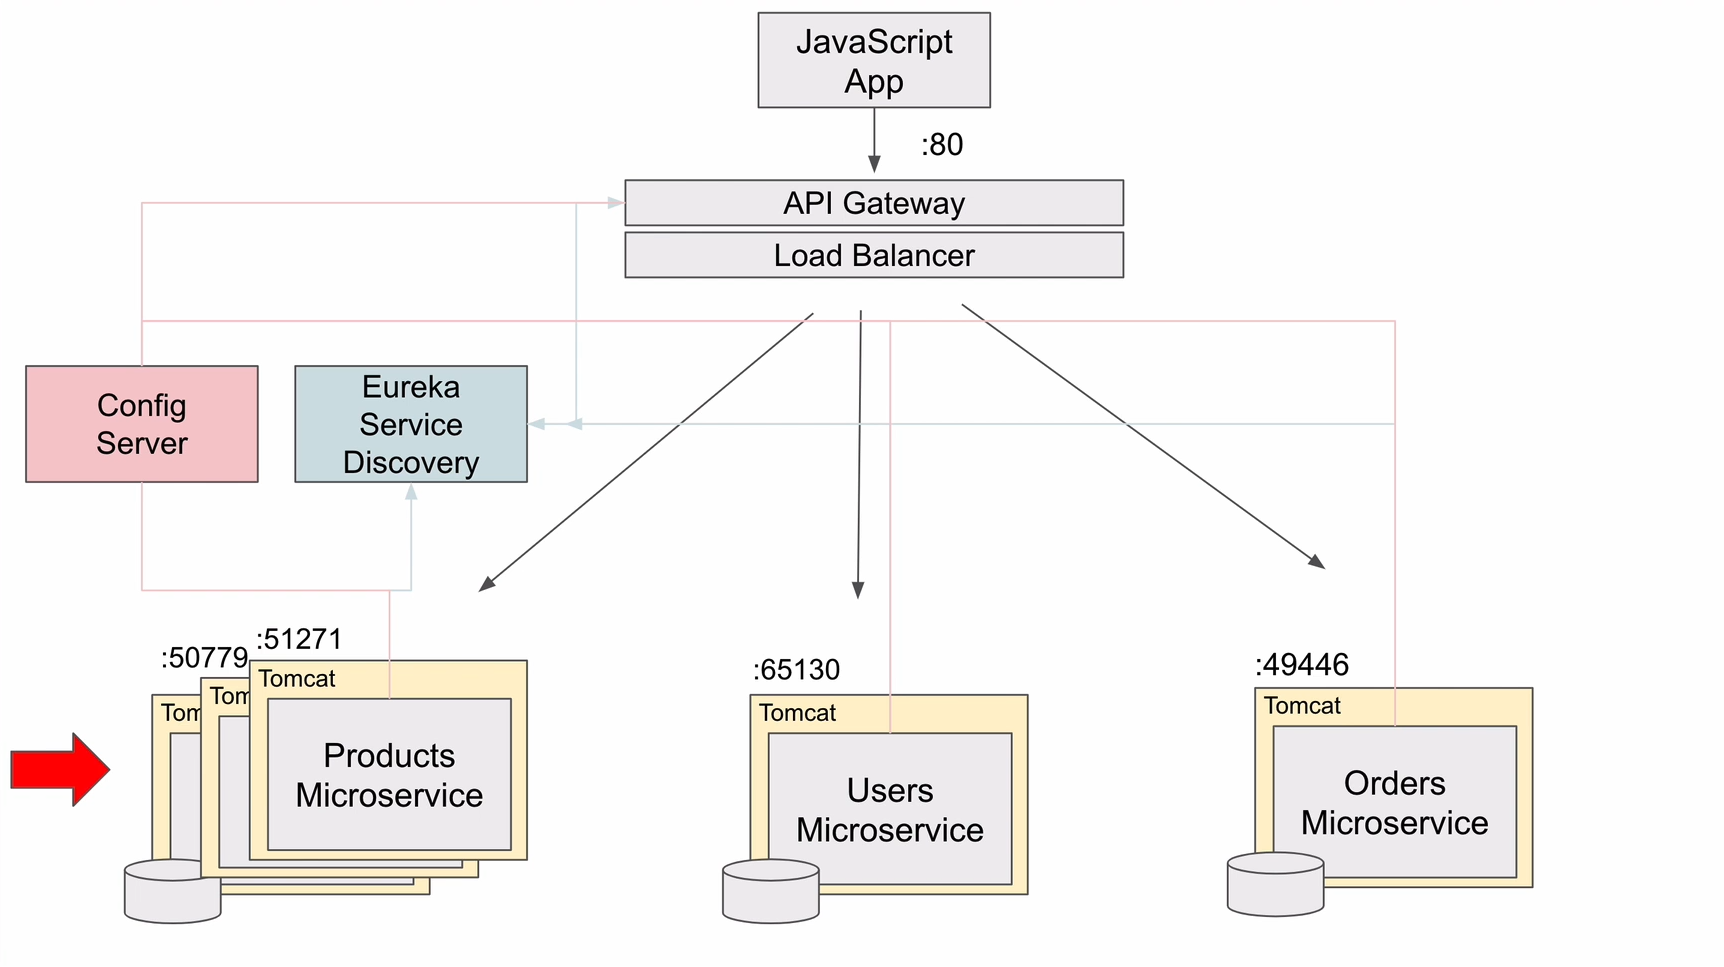 JavaScript
App
:80
API Gateway
Load Balancer
Config
Server
Eureka
Service
Discovery
:50779
:51271
Tom
Tom
Tomcat
Products
Microservice
:65130
Tomcat
Users
Microservice
:49446
Tomcat
Orders
Microservice